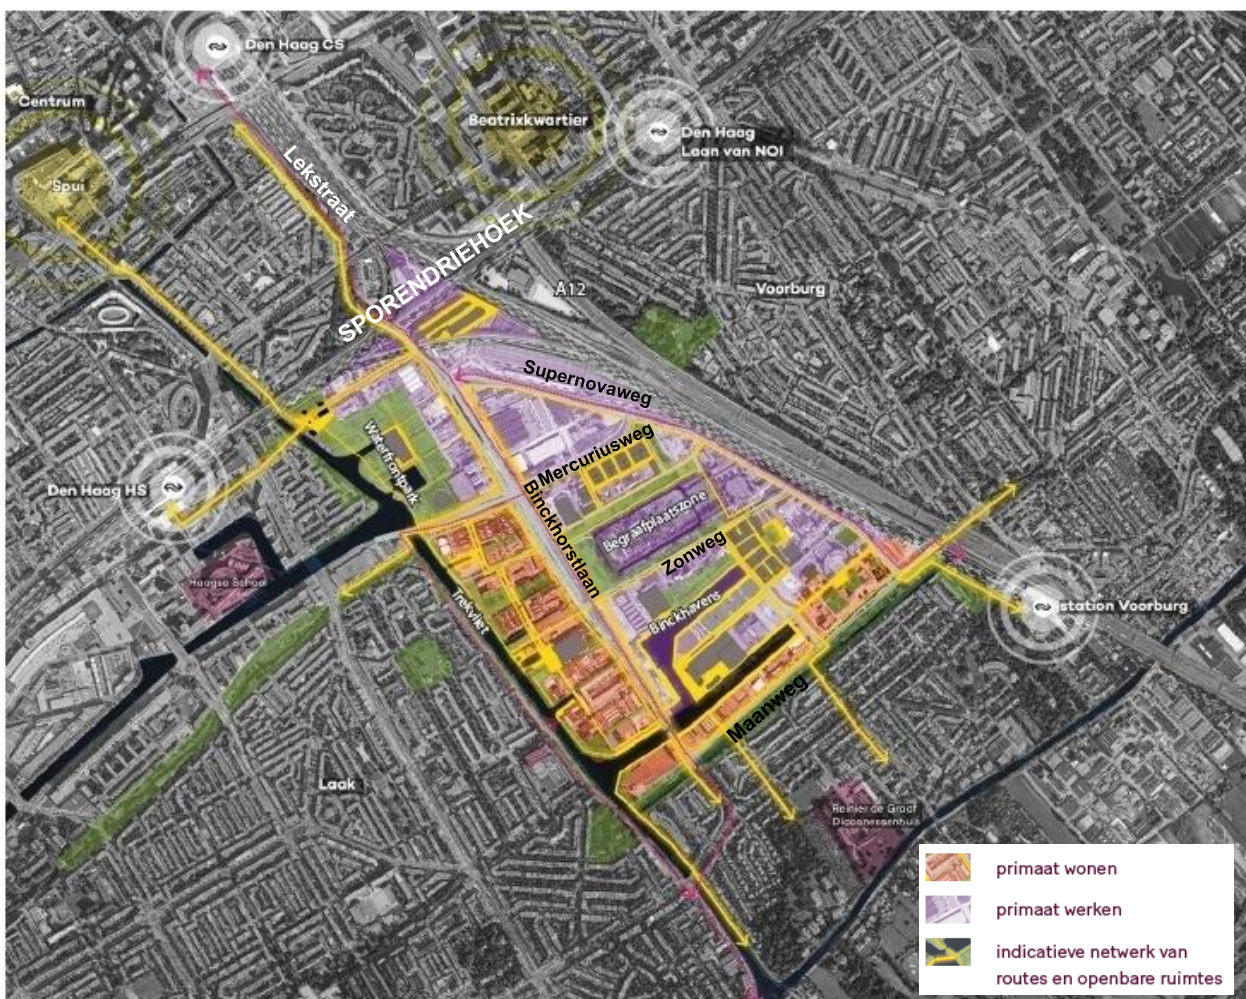 Den Haag CS
Centrum
Beatrixkwartier
Den Haag
Laan van NOI
Lekstraat
Spui
SPORENDRIEHOEK
A12
Voorburg
Supernovaweg
Waterfrontpark
Mercuriusweg
Den Haag HS
Binckhorstlaan
Begraafplaatszone
Zonweg
Haagse School
Trekvliet
Binckhavens
station Voorburg
Maanweg
Laak
Reinier de Graaf
Diaconessenhuis
primaat wonen
primaat werken
indicatieve netwerk van
routes en openbare ruimtes